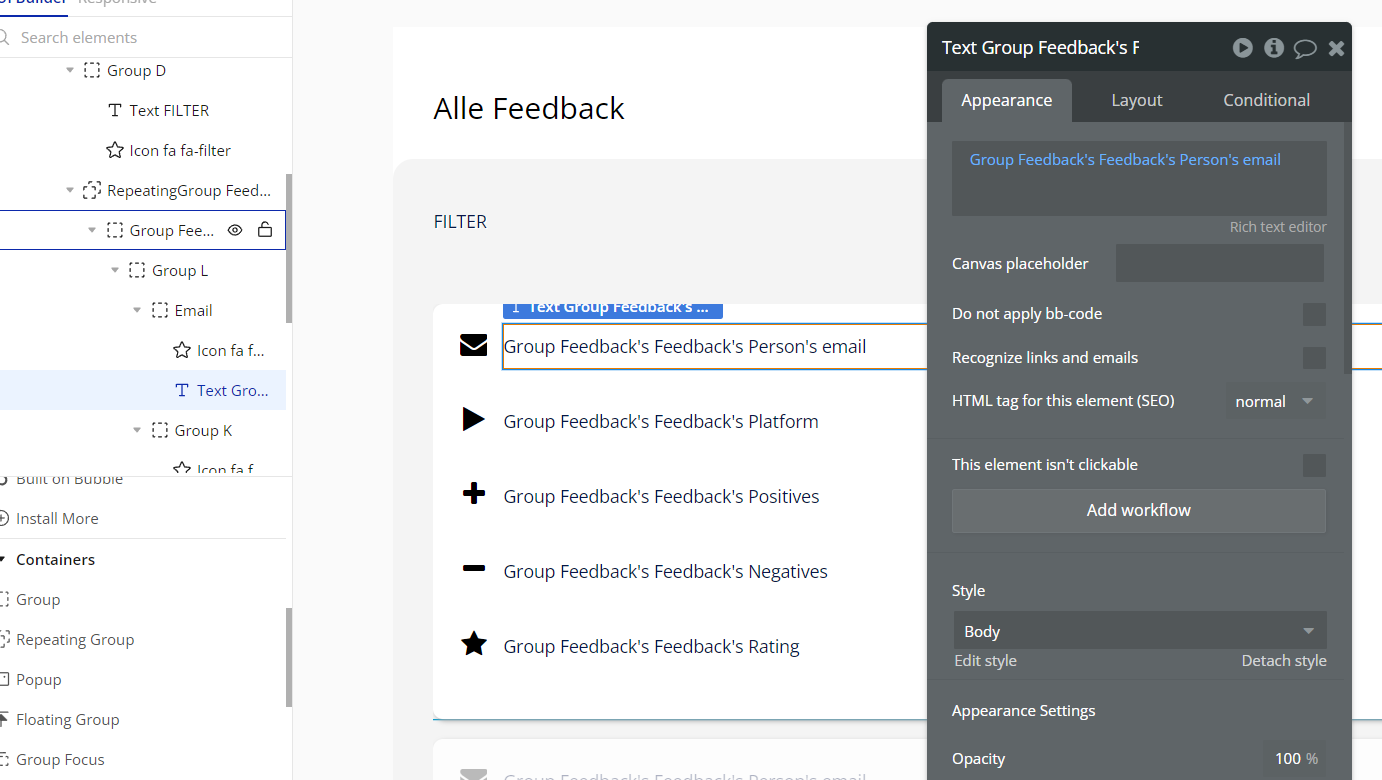 UI Builder
Responsive
Search elements
Group D
Text FILTER
Icon fa fa-filter
RepeatingGroup Feed...
Group Fee...
Group L
Email
Icon fa f...
Text Gro...
Group K
Icon fa f...
Built on Bubble
Install More
Containers
Group
Repeating Group
Popup
Floating Group
Group Focus
Alle Feedback
FILTER
Text Group Feedback's ...
Group Feedback's Feedback's Person's email
Group Feedback's Feedback's Platform
Group Feedback's Feedback's Positives
Group Feedback's Feedback's Negatives
Group Feedback's Feedback's Rating
Group Feedback's Feedback's Person's email
Text Group Feedback's F
Appearance
Layout
Conditional
Group Feedback's Feedback's Person's email
Rich text editor
Canvas placeholder
Do not apply bb-code
Recognize links and emails
HTML tag for this element (SEO)
normal
This element isn't clickable
Add workflow
Style
Body
Edit style
Detach style
Appearance Settings
Opacity
100 %